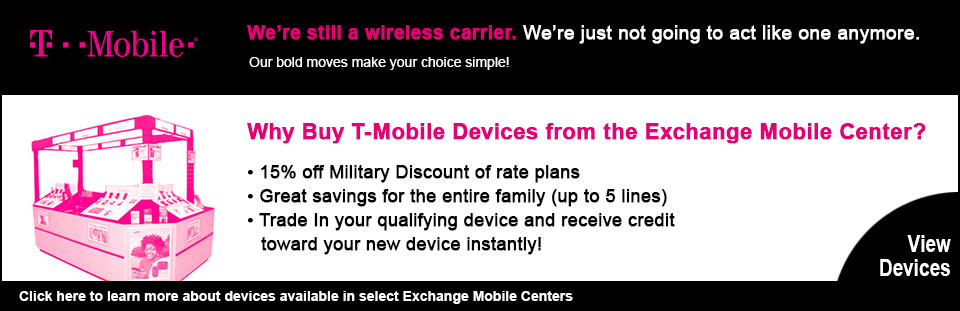 T··Mobile·®
We're still a wireless carrier. We're just not going to act like one anymore.
Our bold moves make your choice simple!
Why Buy T-Mobile Devices from the Exchange Mobile Center?
• 15% off Military Discount of rate plans
• Great savings for the entire family (up to 5 lines)
• Trade In your qualifying device and receive credit
toward your new device instantly!
View
Devices
Click here to learn more about devices available in select Exchange Mobile Centers